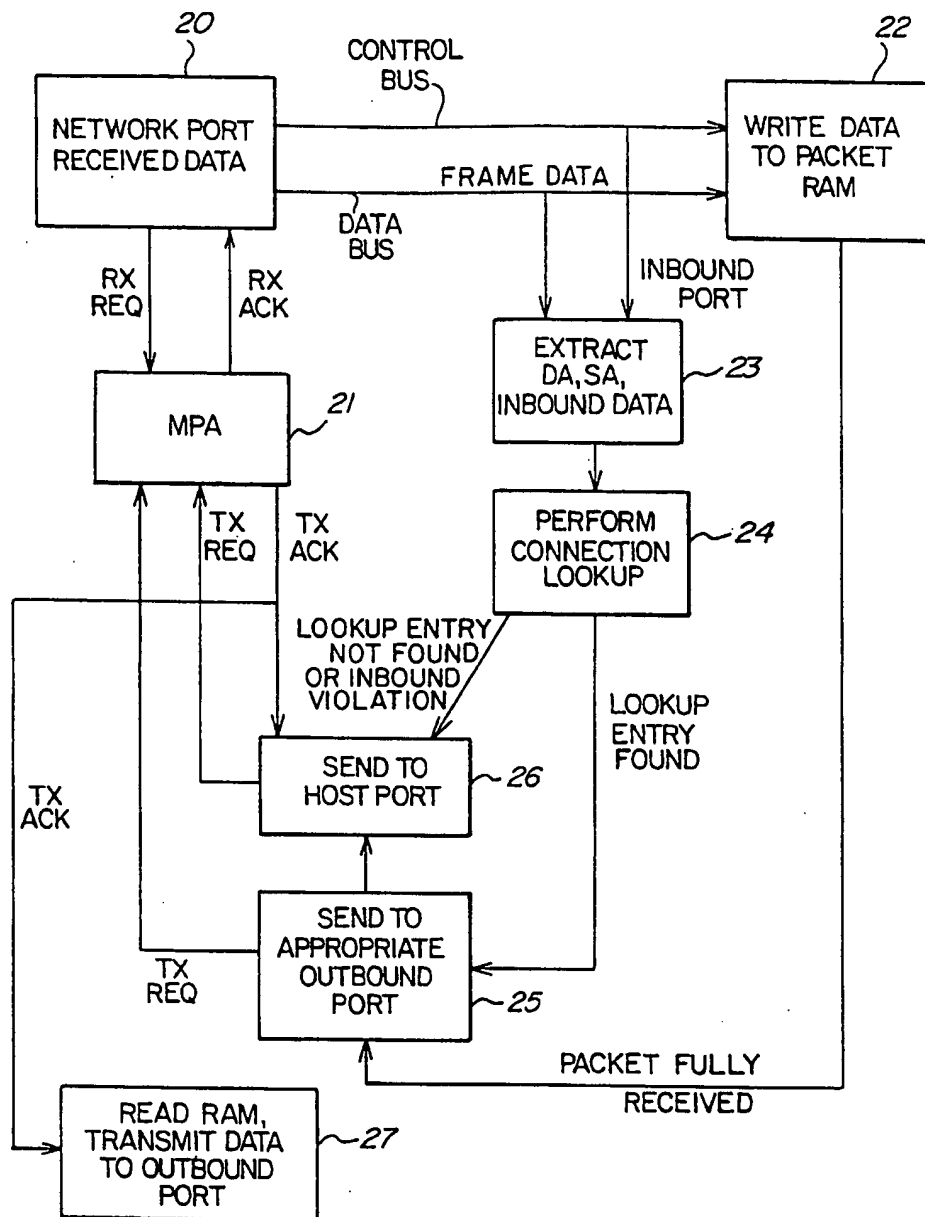 20
22
CONTROL
BUS
NETWORK PORT
RECEIVED DATA
WRITE DATA
TO PACKET
RAM
FRAME DATA
DATA
BUS
RX
REQ
RX
ACK
INBOUND
PORT
EXTRACT
DA, SA,
INBOUND DATA
23
MPA
21
TX
REQ
TX
ACK
PERFORM
CONNECTION
LOOKUP
24
LOOKUP ENTRY
NOT FOUND
OR INBOUND
VIOLATION
LOOKUP
ENTRY
FOUND
SEND TO
HOST PORT
26
TX
ACK
SEND TO
APPROPRIATE
OUTBOUND
PORT
25
TX
REQ
PACKET FULLY
RECEIVED
READ RAM,
TRANSMIT DATA
TO OUTBOUND
PORT
27